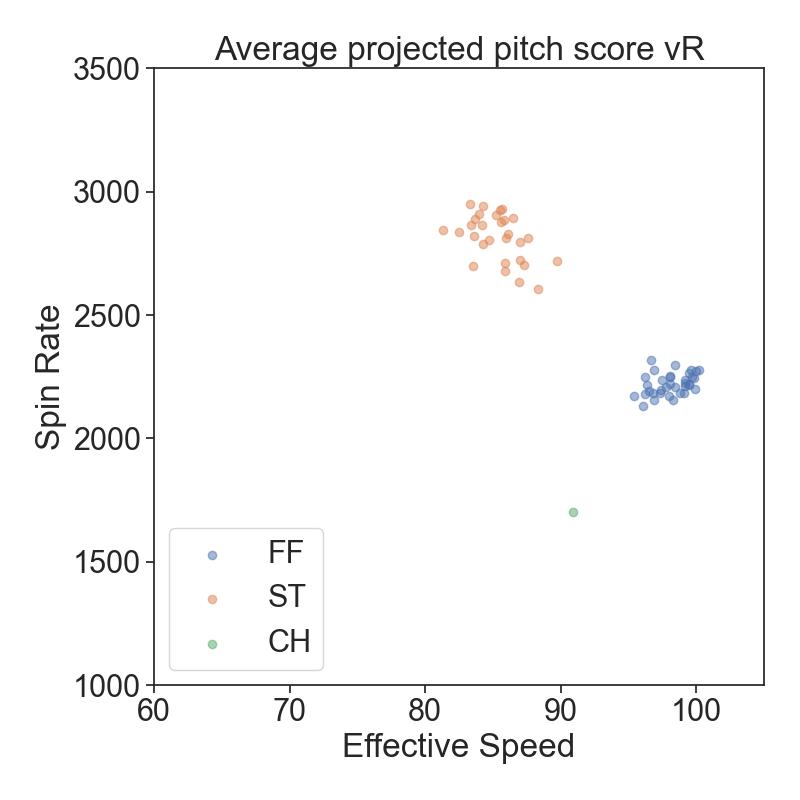 Average projected pitch score vR
3500
3000
2500
2000
1500
1000
Spin Rate
FF
ST
CH
60 70 80 90 100
Effective Speed